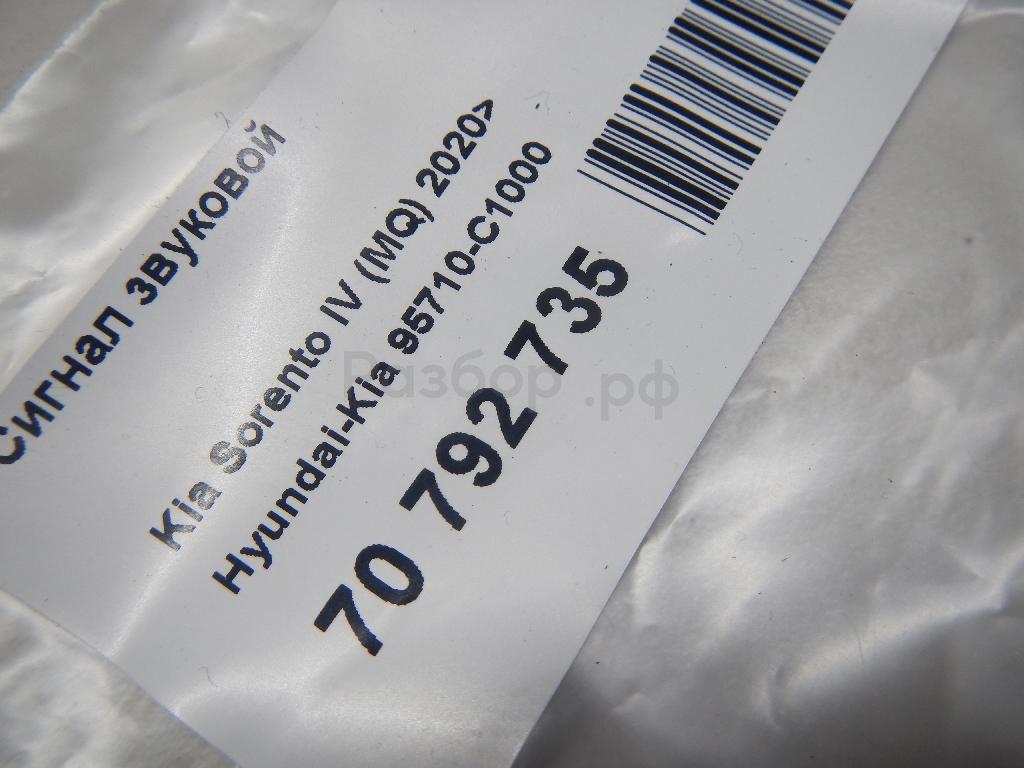 Сигнал звуковой
Kia Sorento IV (MQ) 2020>
Hyundai-Kia 95710-C1000
70 792 735
Разбор.рф